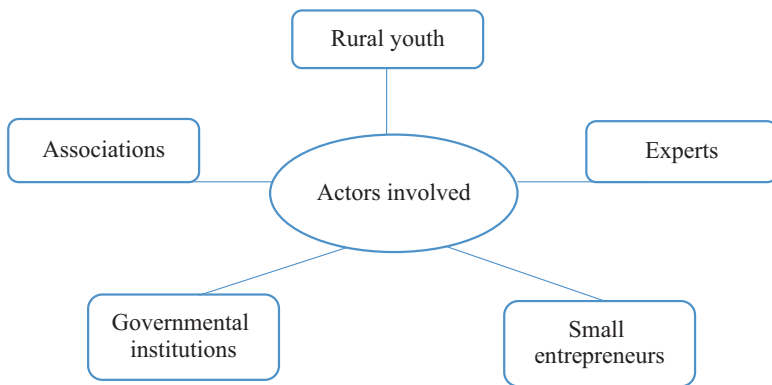 Rural youth
Associations
Experts
Actors involved
Governmental
institutions
Small
entrepreneurs